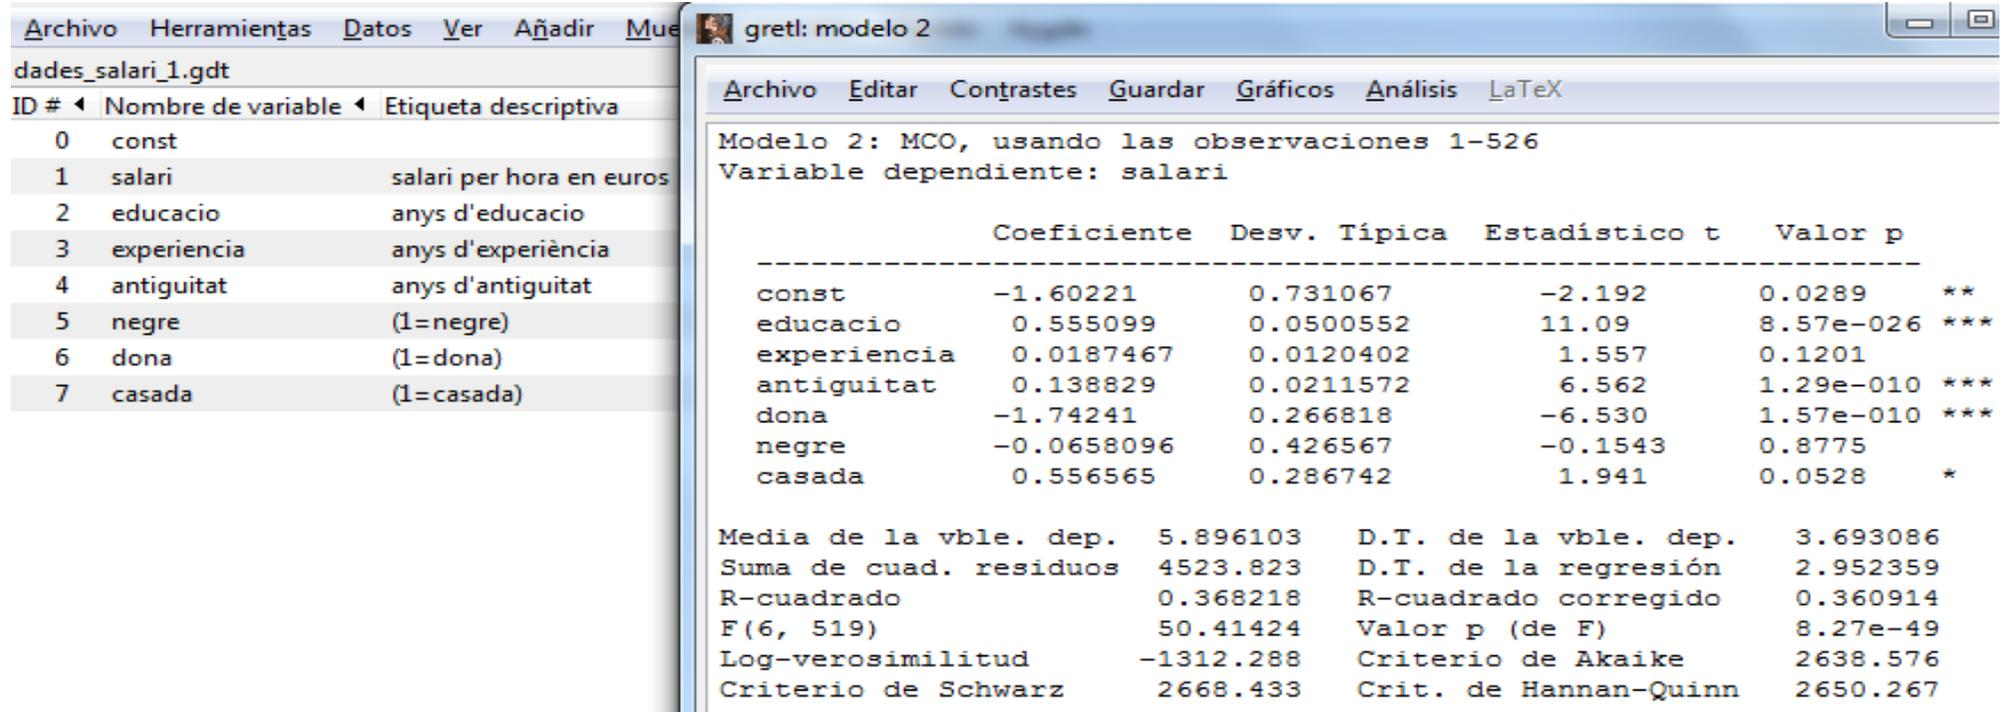 Archivo Herramientas Datos Ver Añadir Mue
dades_salari_1.gdt
ID # Nombre de variable Etiqueta descriptiva
0 const
1 salari salari per hora en euros
2 educacio anys d'educacio
3 experiencia anys d'experiència
4 antiguitat anys d'antiguitat
5 negre (1=negre)
6 dona (1=dona)
7 casada (1=casada)
gretl: modelo 2
Archivo Editar Contrastes Guardar Gráficos Análisis LaTeX
Modelo 2: MCO, usando las observaciones 1-526
Variable dependiente: salari
Coeficiente Desv. Típica Estadístico t Valor p
const -1.60221 0.731067 -2.192 0.0289 **
educacio 0.555099 0.0500552 11.09 8.57e-026 ***
experiencia 0.0187467 0.0120402 1.557 0.1201
antiguitat 0.138829 0.0211572 6.562 1.29e-010 ***
dona -1.74241 0.266818 -6.530 1.57e-010 ***
negre -0.0658096 0.426567 -0.1543 0.8775
casada 0.556565 0.286742 1.941 0.0528 *
Media de la vble. dep. 5.896103 D.T. de la vble. dep. 3.693086
Suma de cuad. residuos 4523.823 D.T. de la regresión 2.952359
R-cuadrado 0.368218 R-cuadrado corregido 0.360914
F(6, 519) 50.41424 Valor p (de F) 8.27e-49
Log-verosimilitud -1312.288 Criterio de Akaike 2638.576
Criterio de Schwarz 2668.433 Crit. de Hannan-Quinn 2650.267